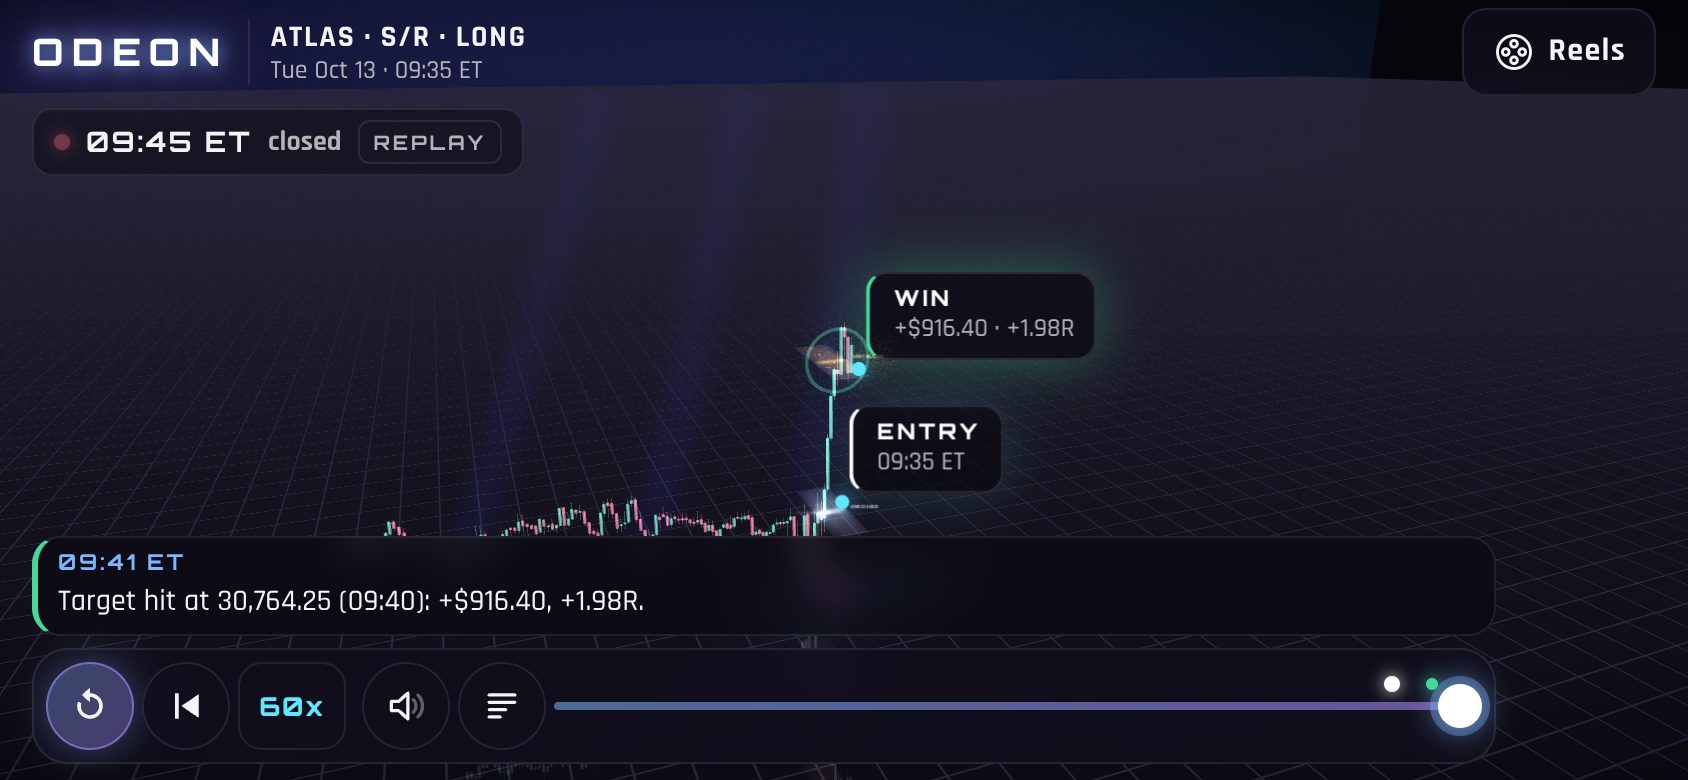 ODEON
ATLAS · S/R · LONG
Tue Oct 13 · 09:35 ET
Reels
09:45 ET closed REPLAY
WIN
+$916.40 · +1.98R
ENTRY
09:35 ET
09:41 ET
Target hit at 30,764.25 (09:40): +$916.40, +1.98R.
60x